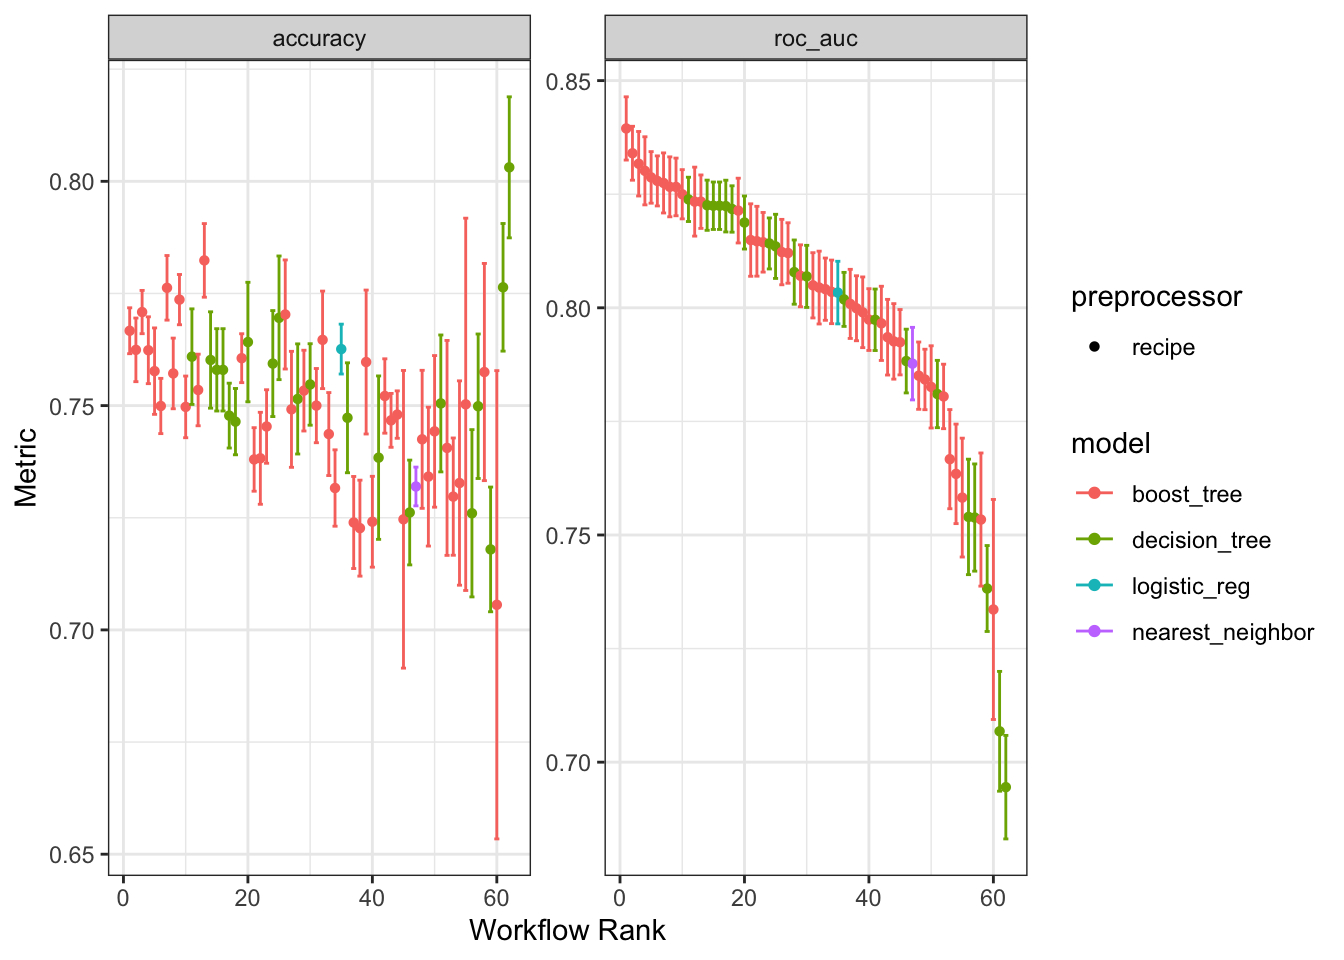 accuracy
roc_auc
0.80
0.75
0.70
0.65
0.85
0.80
0.75
0.70
0
20
40
60
0
20
40
60
Metric
Workflow Rank
preprocessor
recipe
model
boost_tree
decision_tree
logistic_reg
nearest_neighbor